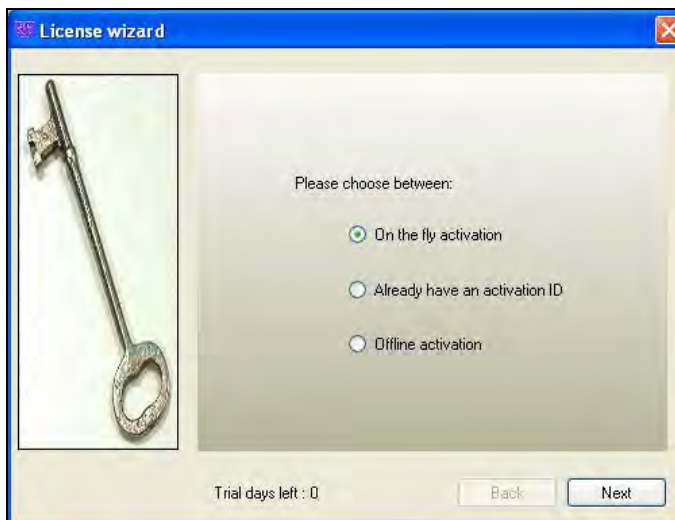 License wizard
Please choose between:
On the fly activation
Already have an activation ID
Offline activation
Trial days left : 0
Back
Next